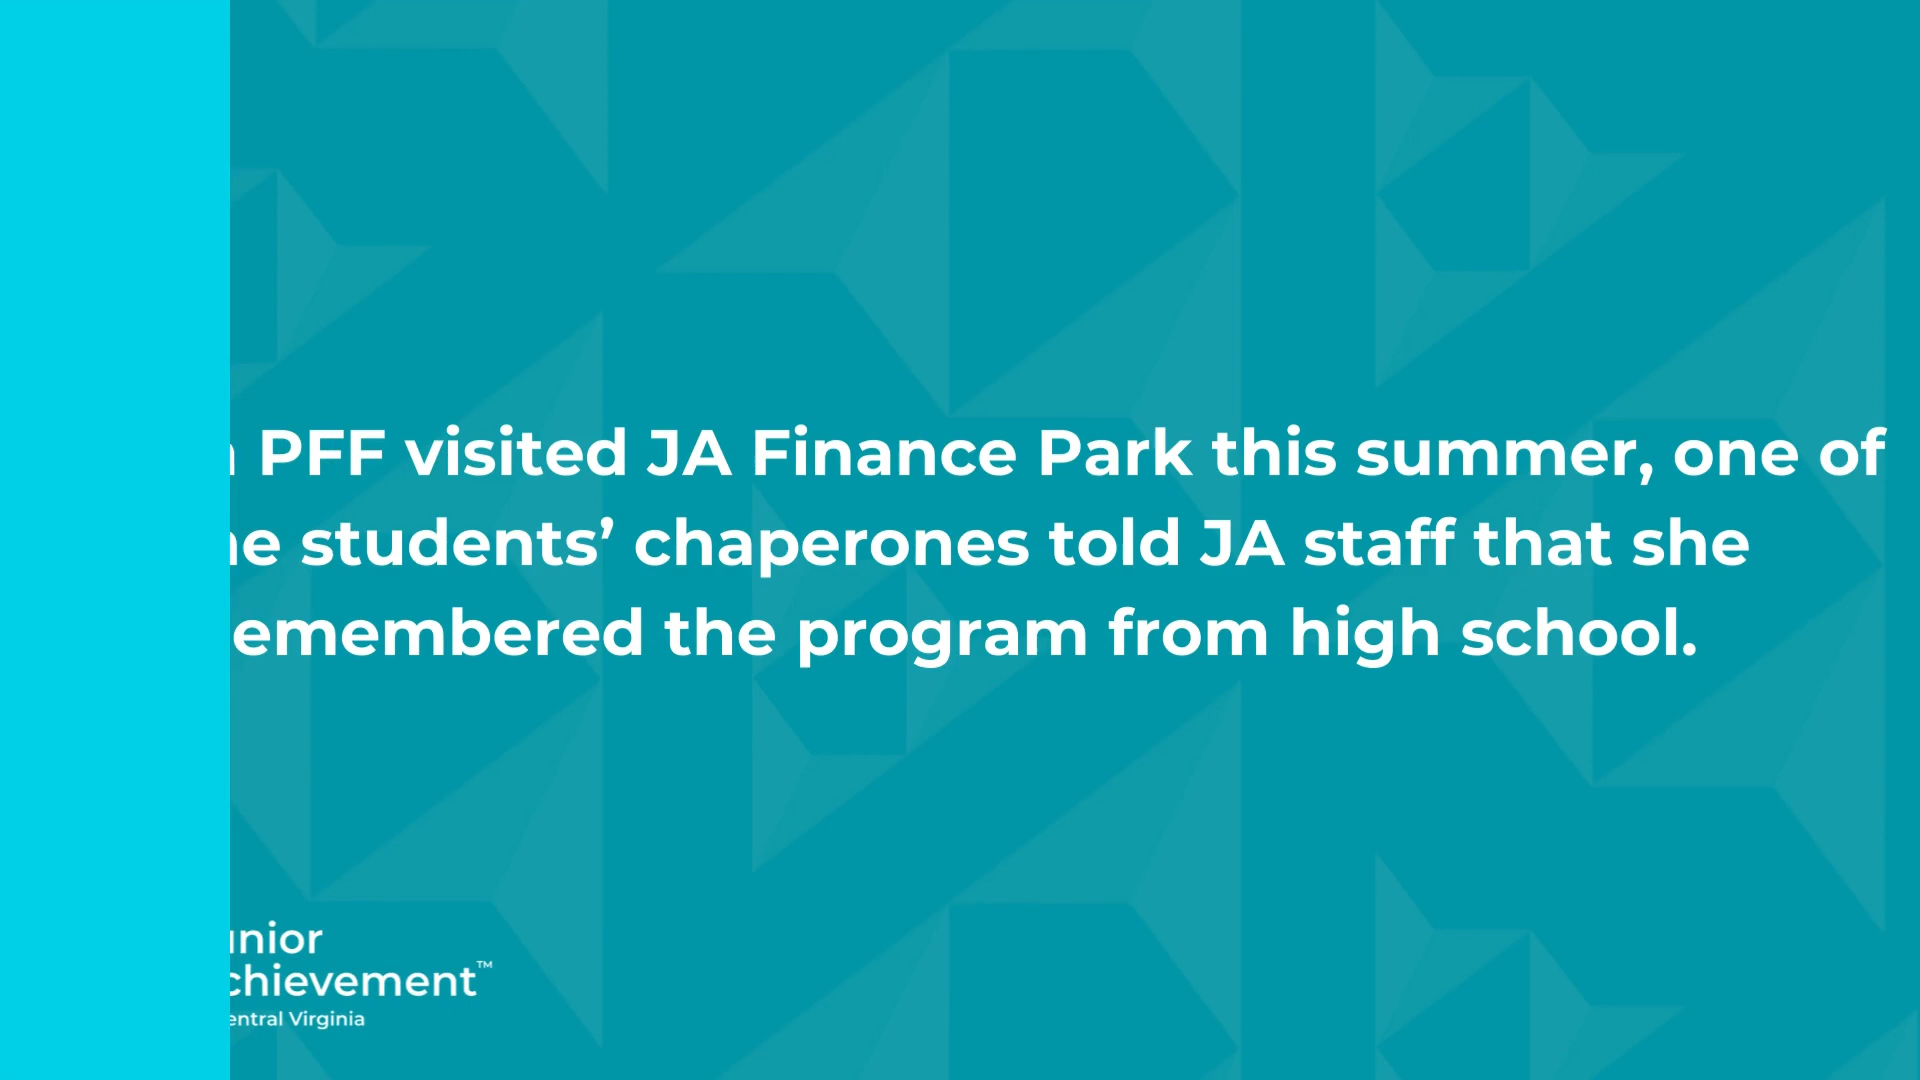 PFF visited JA Finance Park this summer, one of
students’ chaperones told JA staff that she
emembered the program from high school.
unior
chievement™
entral Virginia